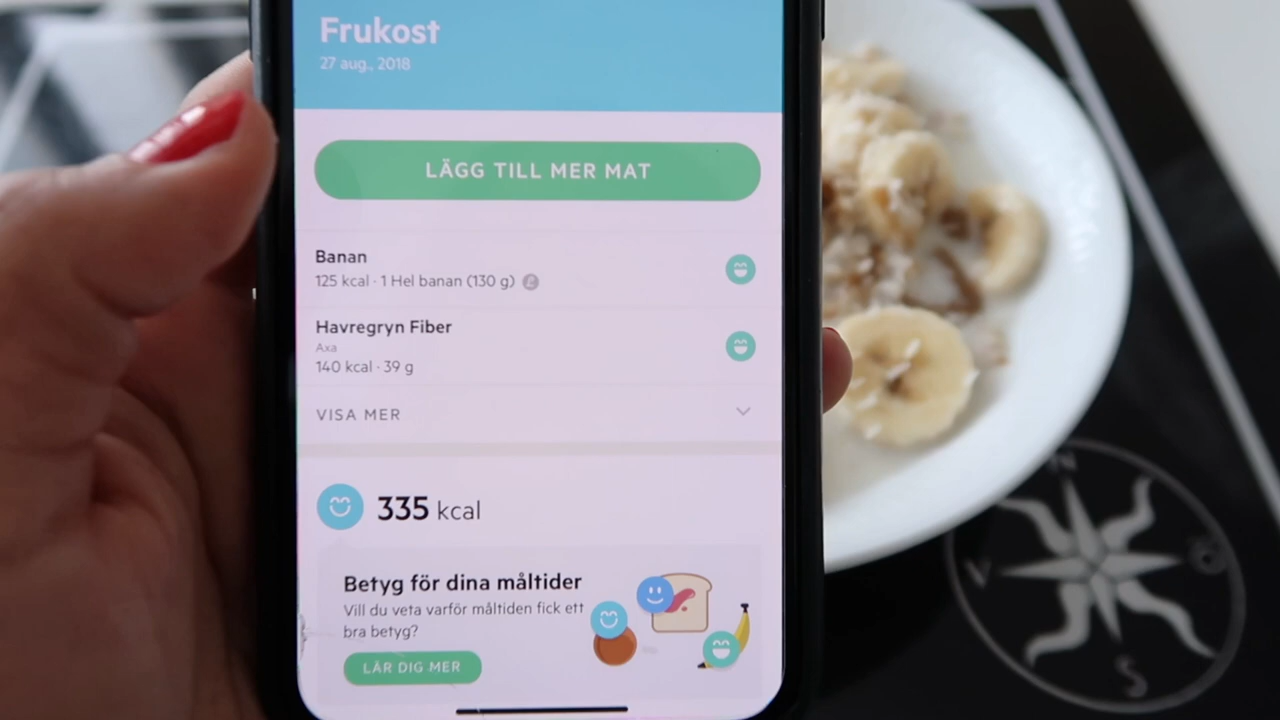 Frukost
27 aug., 2018
LÄGG TILL MER MAT
Banan
125 kcal · 1 Hel banan (130 g)
Havregryn Fiber
Axa
140 kcal · 39 g
VISA MER
335 kcal
Betyg för dina måltider
Vill du veta varför måltiden fick ett
bra betyg?
LÄR DIG MER
N
V
S